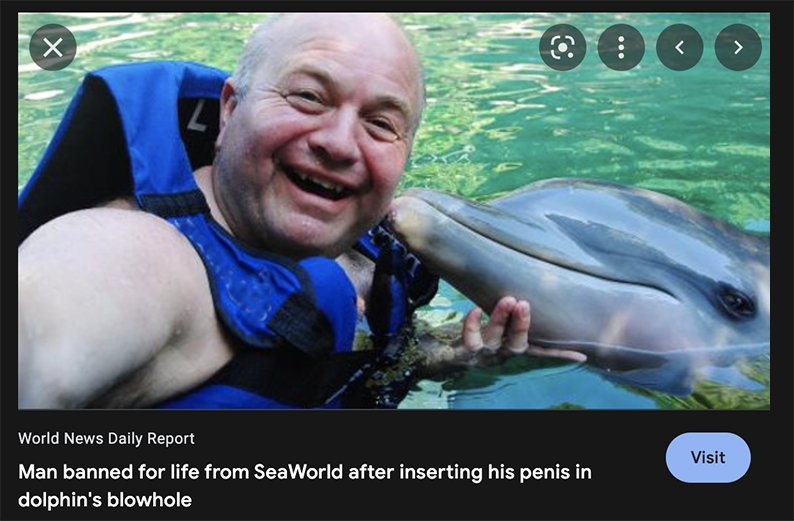 L
World News Daily Report
Man banned for life from SeaWorld after inserting his penis in
dolphin's blowhole
Visit